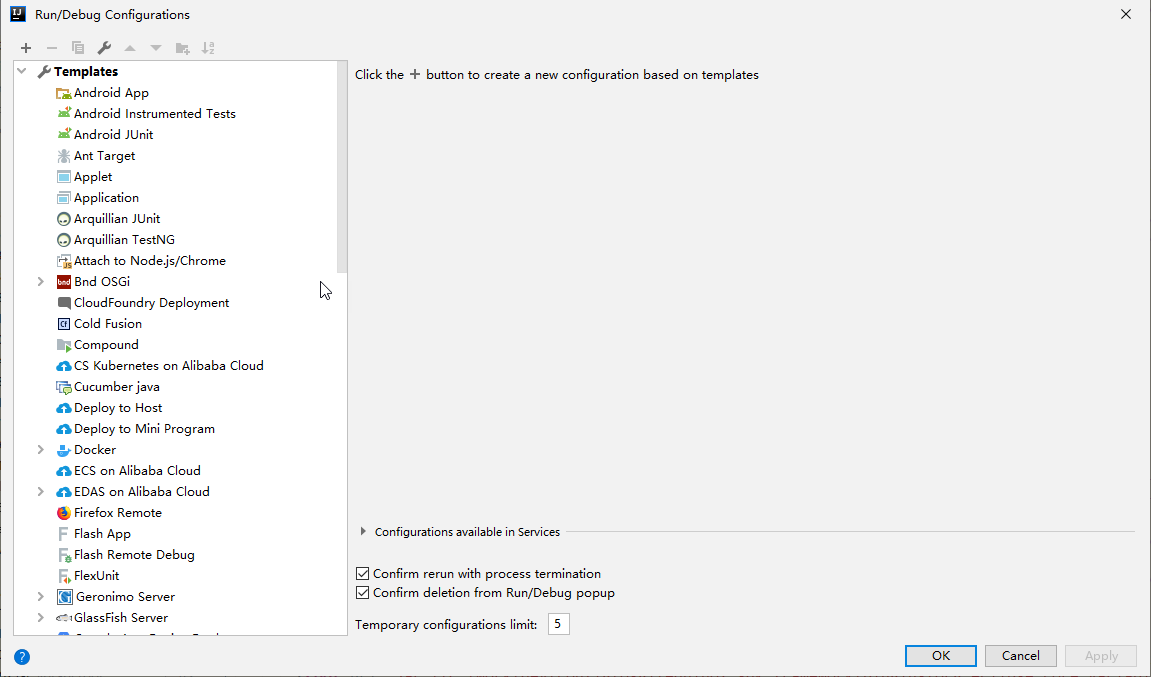 Run/Debug Configurations
Templates
Android App
Android Instrumented Tests
Android JUnit
Ant Target
Applet
Application
Arquillian JUnit
Arquillian TestNG
Attach to Node.js/Chrome
Bnd OSGi
CloudFoundry Deployment
Cold Fusion
Compound
CS Kubernetes on Alibaba Cloud
Cucumber java
Deploy to Host
Deploy to Mini Program
Docker
ECS on Alibaba Cloud
EDAS on Alibaba Cloud
Firefox Remote
Flash App
Flash Remote Debug
FlexUnit
Geronimo Server
GlassFish Server
Click the + button to create a new configuration based on templates
Configurations available in Services
Confirm rerun with process termination
Confirm deletion from Run/Debug popup
Temporary configurations limit: 5
OK Cancel Apply